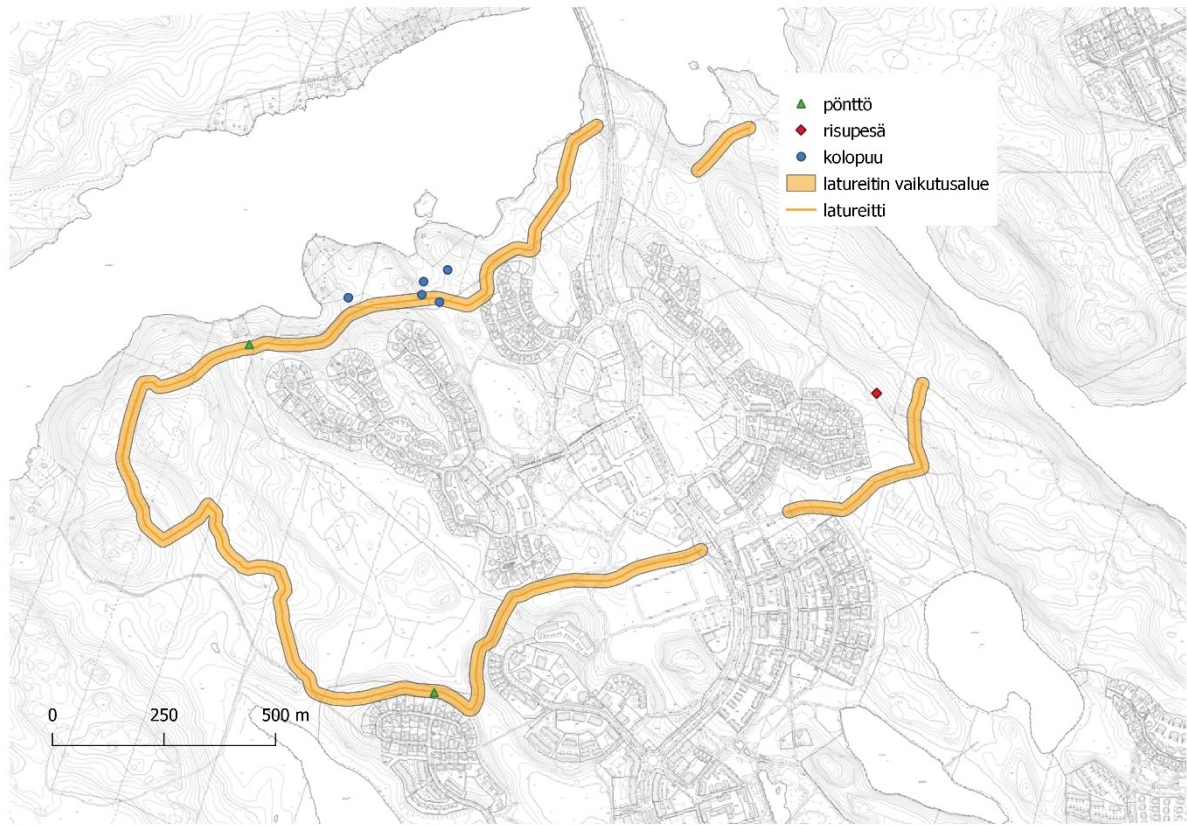 pönttö
risupesä
kolopuu
latureitin vaikutusalue
latureitti
0 250 500 m